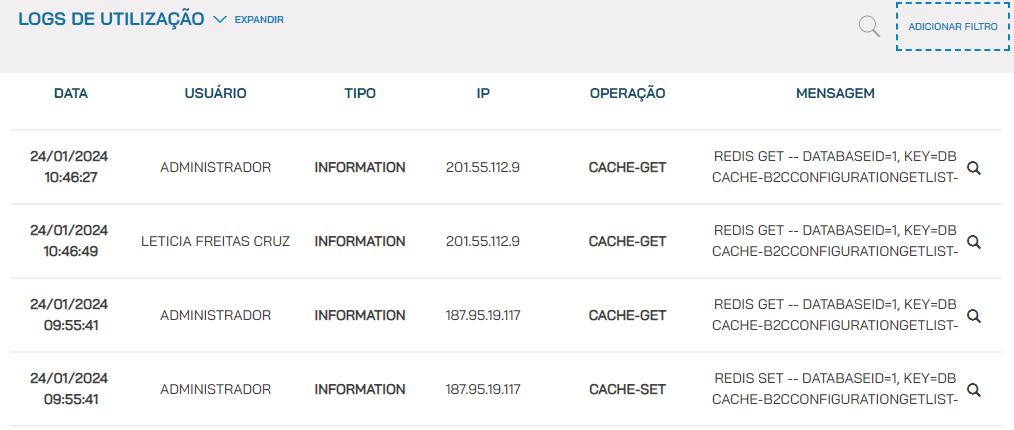 LOGS DE UTILIZAÇÃO EXPANDIR
ADICIONAR FILTRO
DATA USUÁRIO TIPO IP OPERAÇÃO MENSAGEM
24/01/2024
10:46:27
ADMINISTRADOR INFORMATION 201.55.112.9 CACHE-GET
REDIS GET -- DATABASEID=1, KEY=DB
CACHE-B2CCONFIGURATIONGETLIST-
24/01/2024
10:46:49
LETICIA FREITAS CRUZ INFORMATION 201.55.112.9 CACHE-GET
REDIS GET -- DATABASEID=1, KEY=DB
CACHE-B2CCONFIGURATIONGETLIST-
24/01/2024
09:55:41
ADMINISTRADOR INFORMATION 187.95.19.117 CACHE-GET
REDIS GET -- DATABASEID=1, KEY=DB
CACHE-B2CCONFIGURATIONGETLIST-
24/01/2024
09:55:41
ADMINISTRADOR INFORMATION 187.95.19.117 CACHE-SET
REDIS SET -- DATABASEID=1, KEY=DB
CACHE-B2CCONFIGURATIONGETLIST-